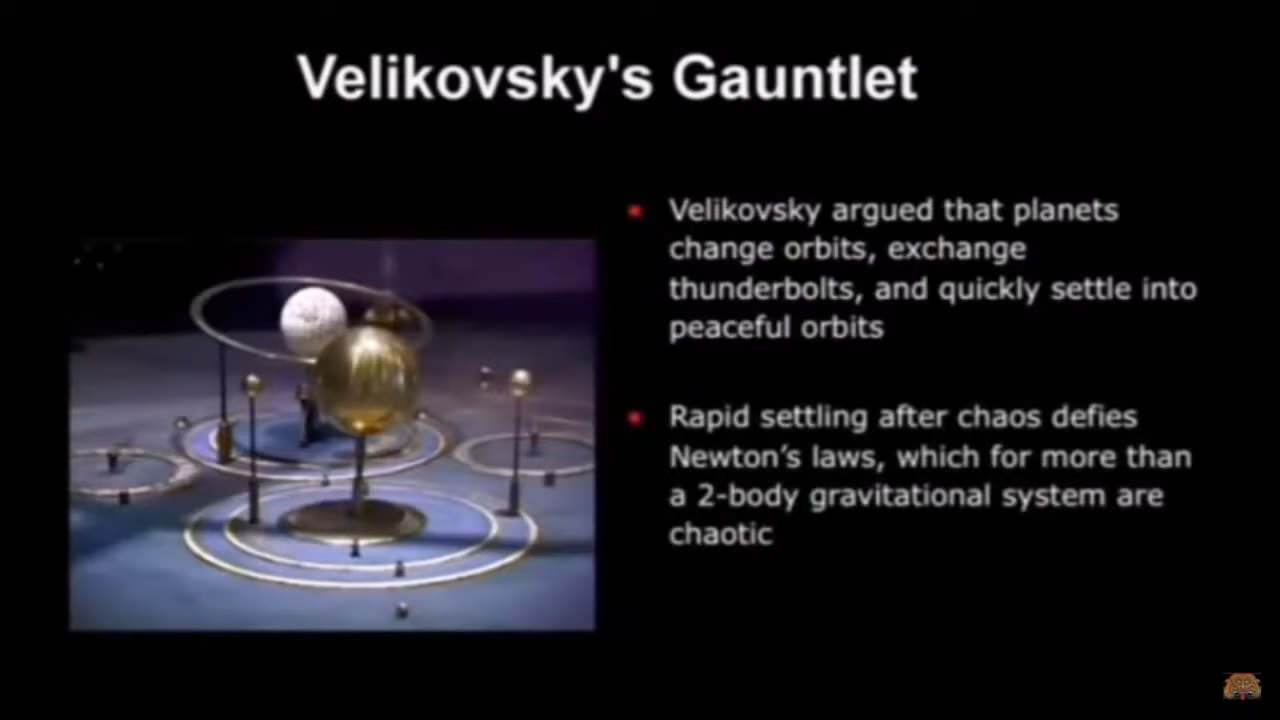 Velikovsky's Gauntlet
Velikovsky argued that planets
change orbits, exchange
thunderbolts, and quickly settle into
peaceful orbits
Rapid settling after chaos defies
Newton's laws, which for more than
a 2-body gravitational system are
chaotic